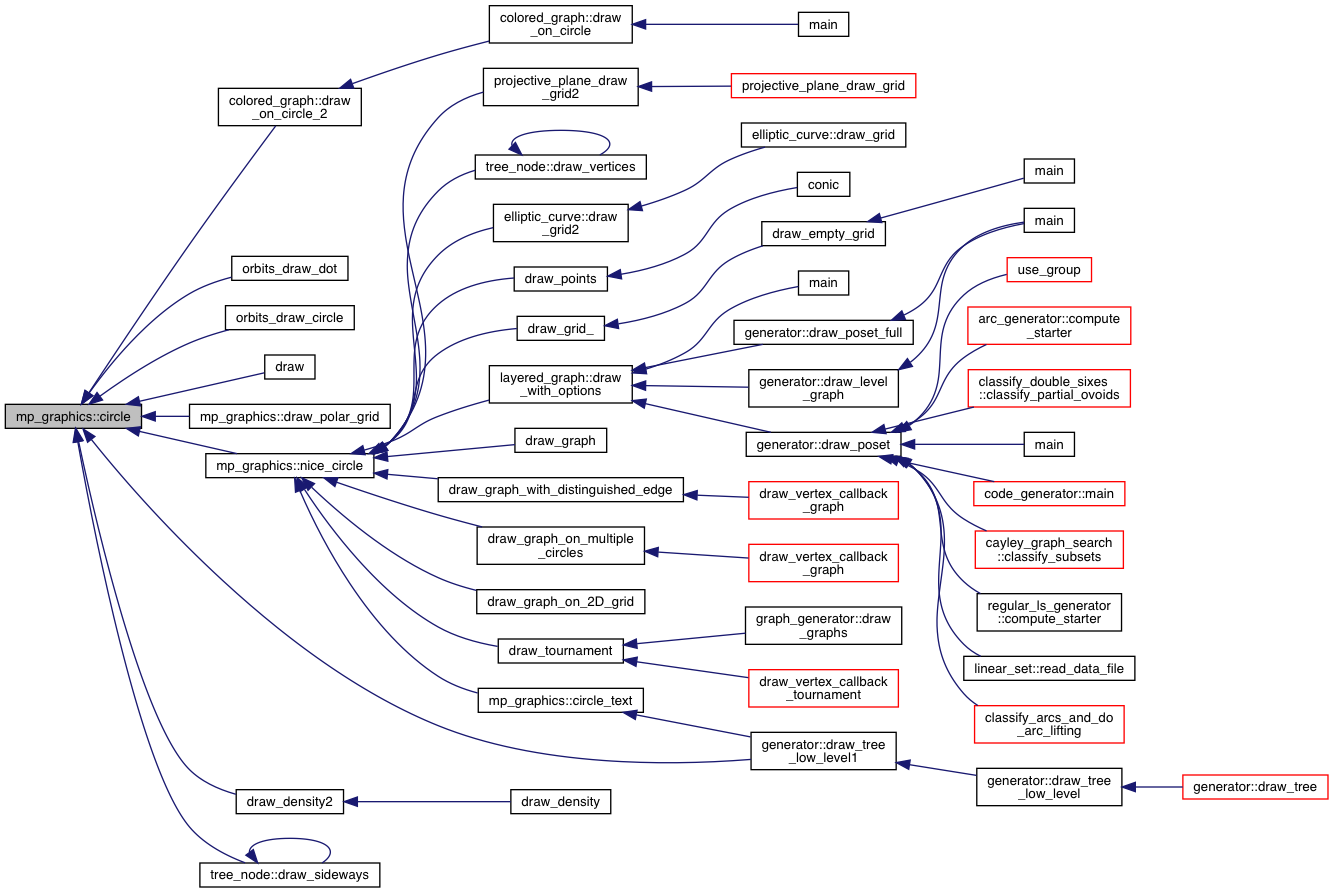 mp_graphics::circle
colored_graph::draw
_on_circle_2
orbits_draw_dot
orbits_draw_circle
draw
mp_graphics::draw_polar_grid
mp_graphics::nice_circle
draw_density2
tree_node::draw_sideways
colored_graph::draw
_on_circle
projective_plane_draw
_grid2
tree_node::draw_vertices
elliptic_curve::draw
_grid2
draw_points
draw_grid_
layered_graph::draw
_with_options
draw_graph
draw_graph_with_distinguished_edge
draw_graph_on_multiple
_circles
draw_graph_on_2D_grid
draw_tournament
mp_graphics::circle_text
draw_density
main
projective_plane_draw_grid
elliptic_curve::draw_grid
conic
draw_empty_grid
main
generator::draw_poset_full
generator::draw_level
_graph
generator::draw_poset
draw_vertex_callback
_graph
draw_vertex_callback
_graph
graph_generator::draw
_graphs
draw_vertex_callback
_tournament
generator::draw_tree
_low_level1
main
main
use_group
arc_generator::compute
_starter
classify_double_sixes
::classify_partial_ovoids
main
code_generator::main
cayley_graph_search
::classify_subsets
regular_ls_generator
::compute_starter
linear_set::read_data_file
classify_arcs_and_do
_arc_lifting
generator::draw_tree
_low_level
generator::draw_tree